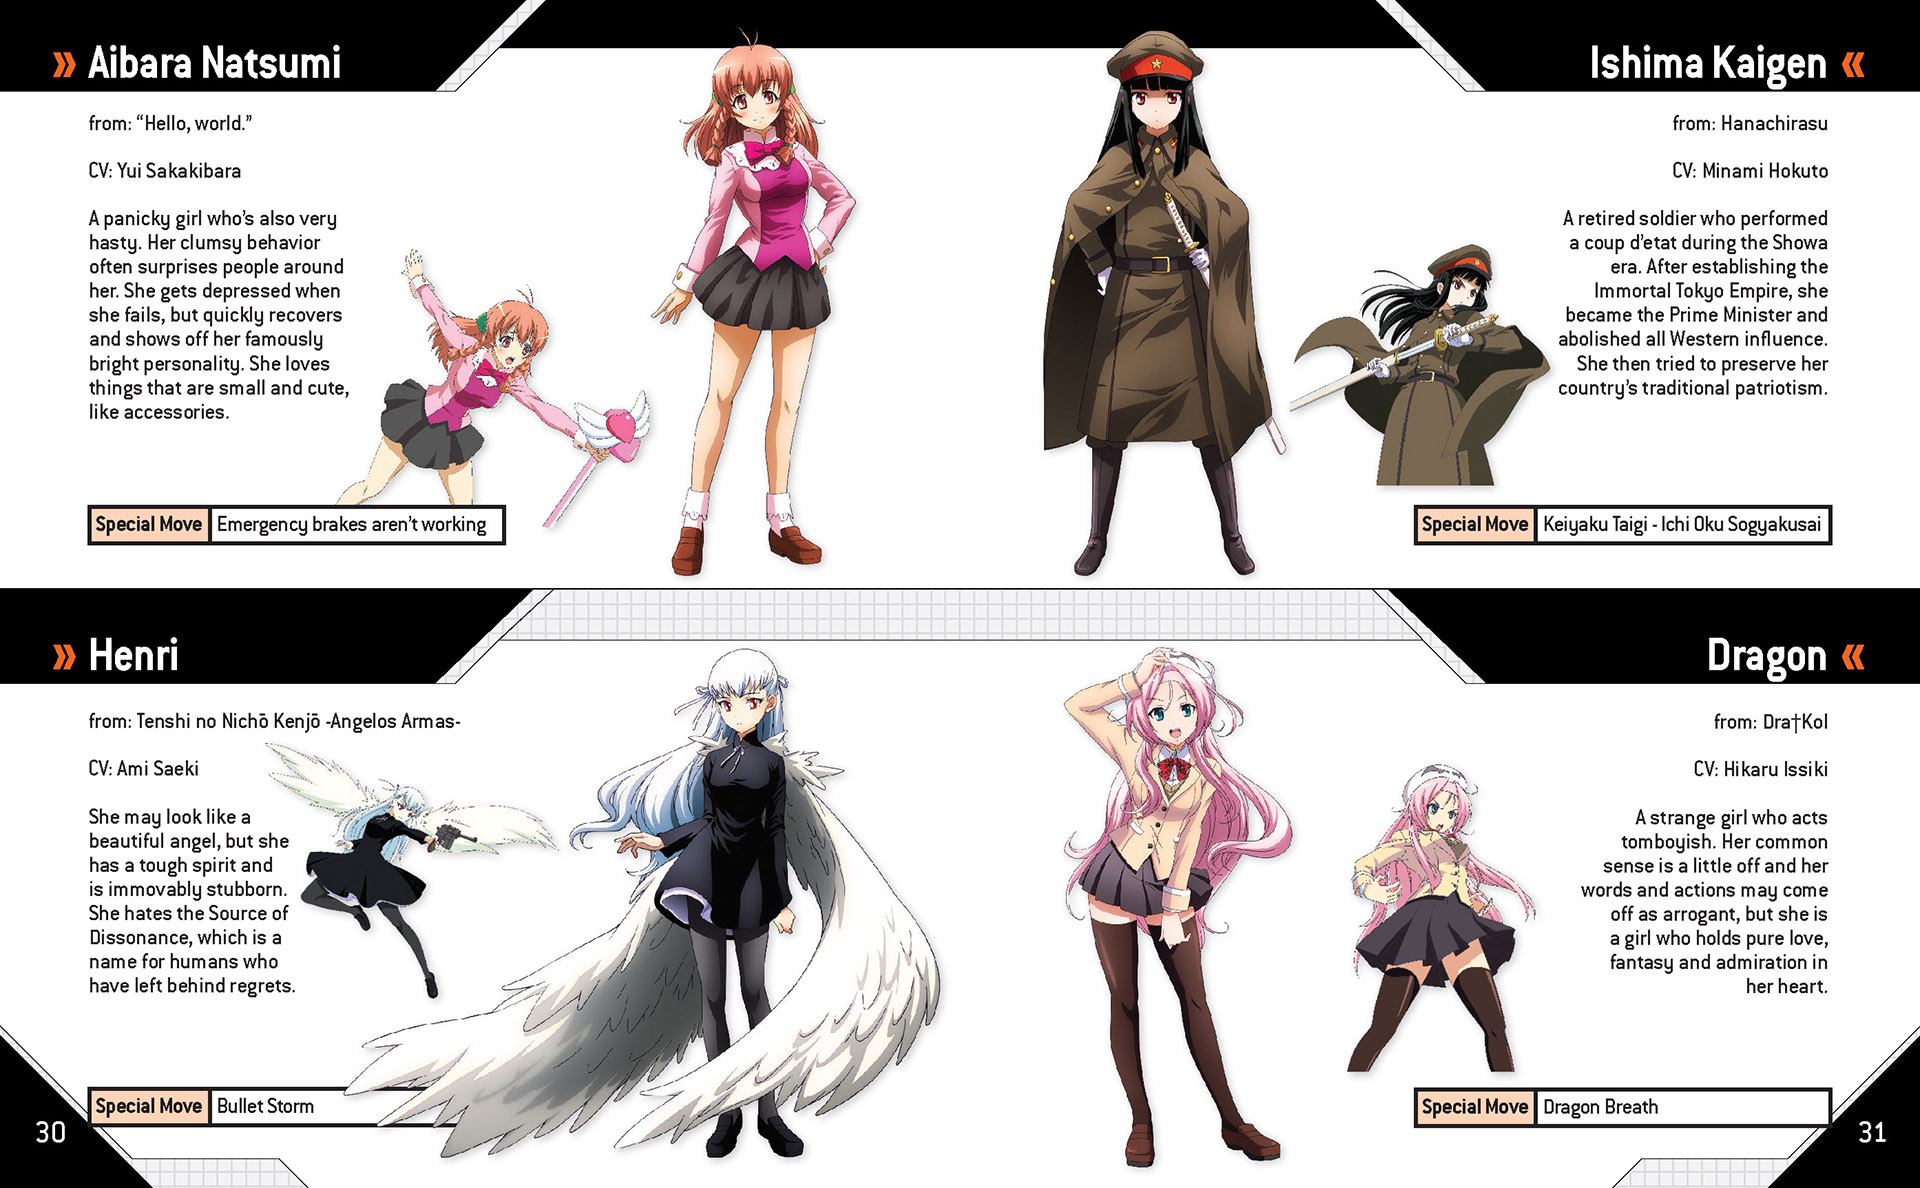 » Aibara Natsumi
from: “Hello, world.”
CV: Yui Sakakibara
A panicky girl who’s also very
hasty. Her clumsy behavior
often surprises people around
her. She gets depressed when
she fails, but quickly recovers
and shows off her famously
bright personality. She loves
things that are small and cute,
like accessories.
Special Move Emergency brakes aren’t working
Ishima Kaigen «
from: Hanachirasu
CV: Minami Hokuto
A retired soldier who performed
a coup d’etat during the Showa
era. After establishing the
Immortal Tokyo Empire, she
became the Prime Minister and
abolished all Western influence.
She then tried to preserve her
country’s traditional patriotism.
Special Move Keiyaku Taigi - Ichi Oku Sogyakusai
» Henri
from: Tenshi no Nichō Kenjō -Angelos Armas-
CV: Ami Saeki
She may look like a
beautiful angel, but she
has a tough spirit and
is immovably stubborn.
She hates the Source of
Dissonance, which is a
name for humans who
have left behind regrets.
Special Move Bullet Storm
30
Dragon «
from: Dra†KoI
CV: Hikaru Issiki
A strange girl who acts
tomboyish. Her common
sense is a little off and her
words and actions may come
off as arrogant, but she is
a girl who holds pure love,
fantasy and admiration in
her heart.
Special Move Dragon Breath
31